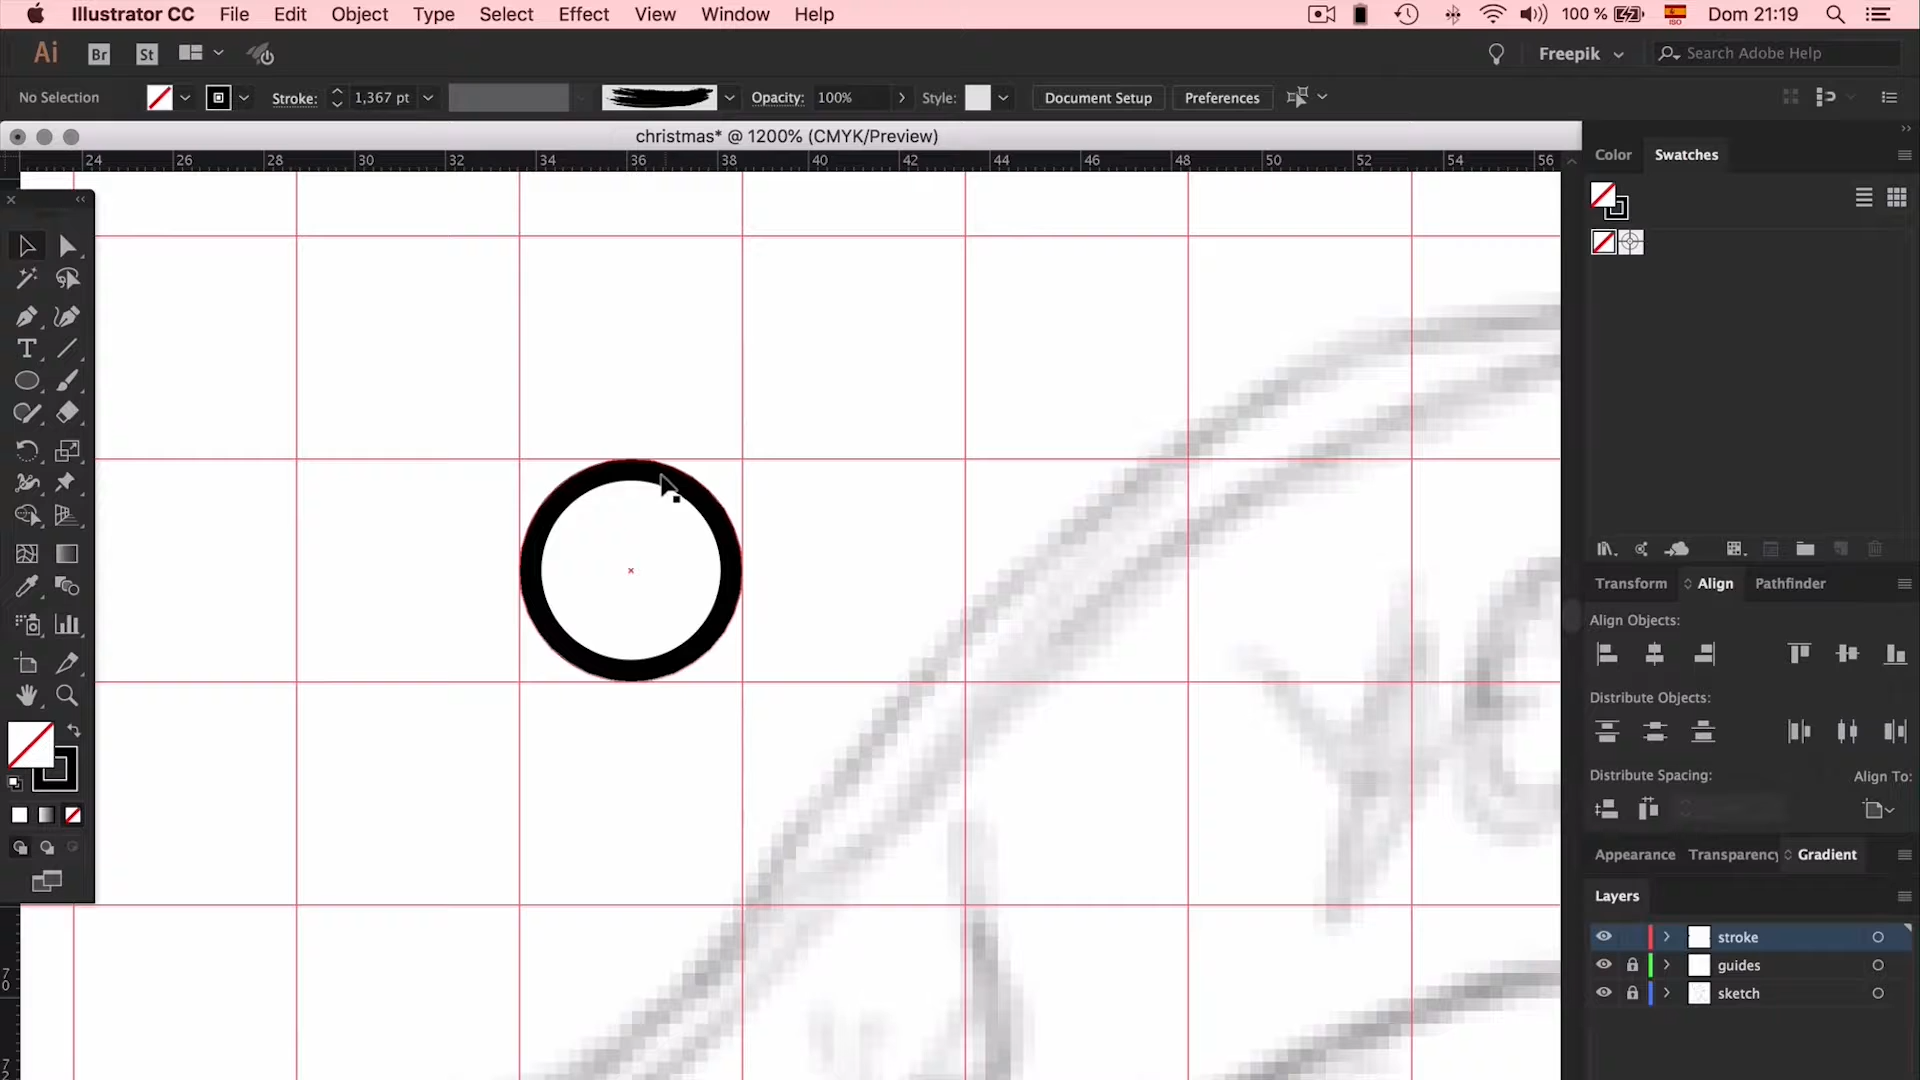 Illustrator CC File Edit Object Type Select Effect View Window Help 100 % Dom 21:19
Ai Br St Freepik Search Adobe Help
No Selection Stroke: 1,367 pt Opacity: 100% Style: Document Setup Preferences
christmas* @ 1200% (CMYK/Preview)
24 26 28 30 32 34 36 38 40 42 44 46 48 50 52 54 56
Color Swatches
Transform Align Pathfinder
Align Objects:
Distribute Objects:
Distribute Spacing: Align To:
Appearance Transparency Gradient
Layers
stroke
guides
sketch
70
72